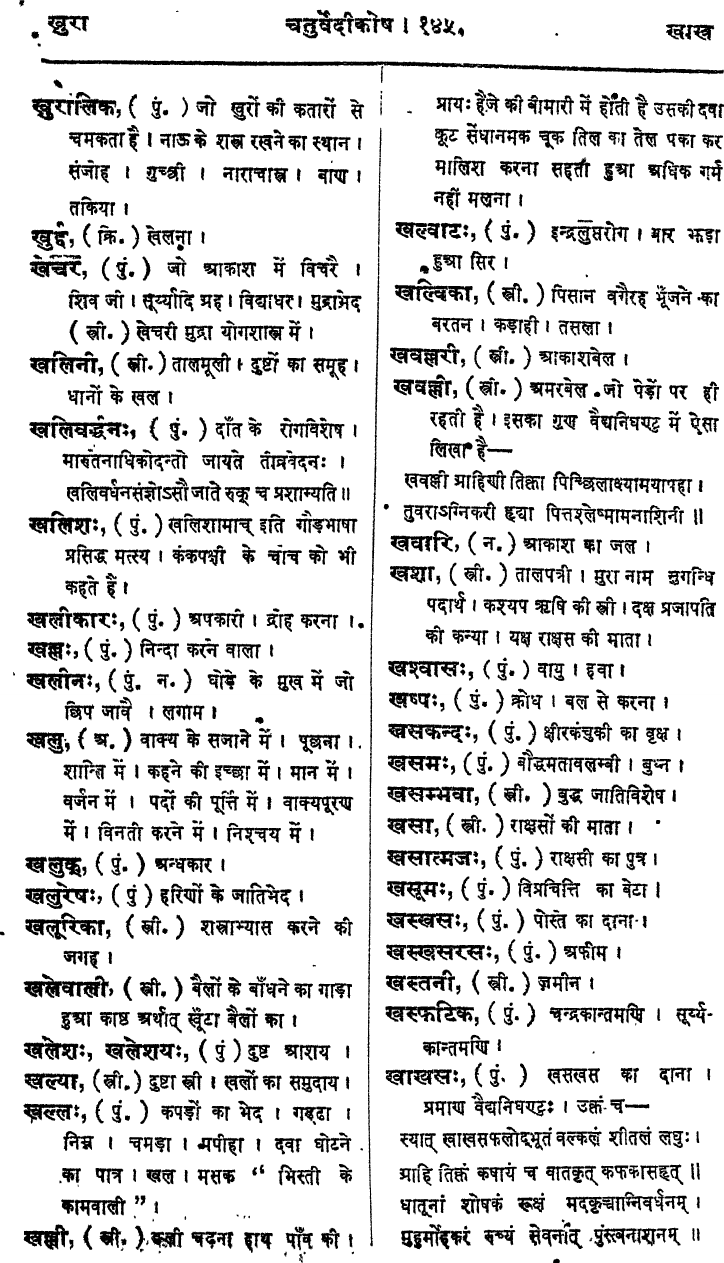 खुरा
चतुर्वेदीकोष । १४५
खास्त्र
खुरालिक, ( पुं. ) जो खुरों की कतारों से
चमकता है । नाऊ के शस्त्र रखने का स्थान ।
संजोह । गुच्छी । नाराचास्त्र । बाण ।
तकिया ।
खुर्द्द, ( क्रि. ) खेलना ।
खेचर, ( पुं. ) जो आकाश में विचरै ।
शिव जी । सूर्य्यादि ग्रह । विद्याधर । मुद्राभेद
( स्त्री. ) खेचरी मुद्रा योगशास्त्र में ।
खलिनी, ( स्त्री. ) तालमूली । दुष्टों का समूह ।
धानों के खल ।
खलिवर्द्धनः, ( पुं. ) दाँत के रोगविशेष ।
मारुतेनाधिकोदन्तो जायते तीव्रवेदनः ।
खलिवर्धनसंज्ञोऽसौ जाते रुक् च प्रशाम्यति ॥
खलिशः, ( पुं. ) खलिशामाच् इति गौड़भाषा
प्रसिद्ध मत्स्य । कंकपक्षी के चोंच को भी
कहते हैं ।
खलीकारः, ( पुं. ) अपकारी । द्रोह करना ।
खल्लः, ( पुं. ) निन्दा करने वाला ।
खलीनः, ( पुं. न. ) घोड़े के मुख में जो
छिप जावै । लगाम ।
खलु, ( अ. ) वाक्य के सजाने में । पूछना ।
शान्ति में । कहने की इच्छा में । मान में ।
वर्जन में । पदों की पूर्त्ति में । वाक्यपूरण
में । विनती करने में । निश्चय में ।
खलुक्, ( पुं. ) अन्धकार ।
खलुरेषः, ( पुं ) हरिणों के जातिभेद ।
खलूरिका, ( स्त्री. ) शस्त्राभ्यास करने की
जगह ।
खलेवाली, ( स्त्री. ) बैलों के बाँधने का गाड़ा
हुआ काष्ठ अर्थात् खूँटा बैलों का ।
खलेशः, खलेशयः, ( पुं ) दुष्ट आशय ।
खल्या, (स्त्री.) दुष्टा स्त्री । खलों का समुदाय ।
खल्लः, ( पुं. ) कपड़ों का भेद । गड्ढा ।
निम्न । चमड़ा । पपीहा । दवा घोटने
का पात्र । खल । मसक “ भिस्ती के
कामवाली ” ।
खल्ली, ( स्त्री. ) चढ़ना हाथ पाँव की ।
प्रायः हैजे की बीमारी में होती है उसकी दवा
कूट सेंधानमक चूक तिल का तेल पका कर
मालिश करना सहता हुआ अधिक गर्म
नहीं मलना ।
खल्वाटः, ( पुं. ) इन्द्रलुप्तरोग । बार झड़ा
हुआ सिर ।
खल्विका, ( स्त्री. ) पिसान वगैरह भूँजने का
बरतन । कड़ाही । तसला ।
खवल्लरी, ( स्त्री. ) आकाशबेल ।
खवल्ली, ( स्त्री. ) अमरबेल जो पेड़ों पर ही
रहती है । इसका गुण वैद्यनिघण्टु में ऐसा
लिखा है—
खवल्ली ग्राहिणी तिक्ता पिच्छिलाक्ष्यामयापहा ।
तुवराऽग्निकरी हृद्या पित्तश्लेष्मामनाशिनी ॥
खवारि, ( न. ) आकाश का जल ।
खशा, ( स्त्री. ) तालपत्री । मुरा नाम सुगन्धि
पदार्थ । कश्यप ऋषि की स्त्री । दक्ष प्रजापति
की कन्या । यक्ष राक्षस की माता ।
खश्वासः, ( पुं. ) वायु । हवा ।
खष्पः, ( पुं. ) क्रोध । बल से करना ।
खसकन्दः, ( पुं. ) क्षीरकंचुकी का वृक्ष ।
खसमः, ( पुं. ) बौद्धमतावलम्बी । बुध्न ।
खसम्भवा, ( स्त्री. ) बुद्ध जातिविशेष ।
खसा, ( स्त्री. ) राक्षसों की माता ।
खसात्मजः, ( पुं. ) राक्षसी का पुत्र ।
खसूमः, ( पुं. ) विप्रचित्ति का बेटा ।
खस्खसः, ( पुं. ) पोस्ते का दाना ।
खस्खसरसः, ( पुं. ) अफीम ।
खस्तनी, ( स्त्री. ) ज़मीन ।
खस्फटिक, ( पुं. ) चन्द्रकान्तमणि । सूर्य्य-
कान्तमणि ।
खाखसः, ( पुं. ) खसखस का दाना ।
प्रमाण वैद्यनिघण्टुः । उक्तं च—
स्यात् खाखसफलोद्भूतं वल्कलं शीतलं लघुः ।
ग्राहि तिक्तं कषायं च वातकृत् कफकासहृत् ॥
धातूनां शोषकं रूक्षं मदकृच्चाग्निवर्धनम् ।
मुहुर्मोहकरं रुच्यं सेवनात् पुंस्त्वनाशनम् ॥